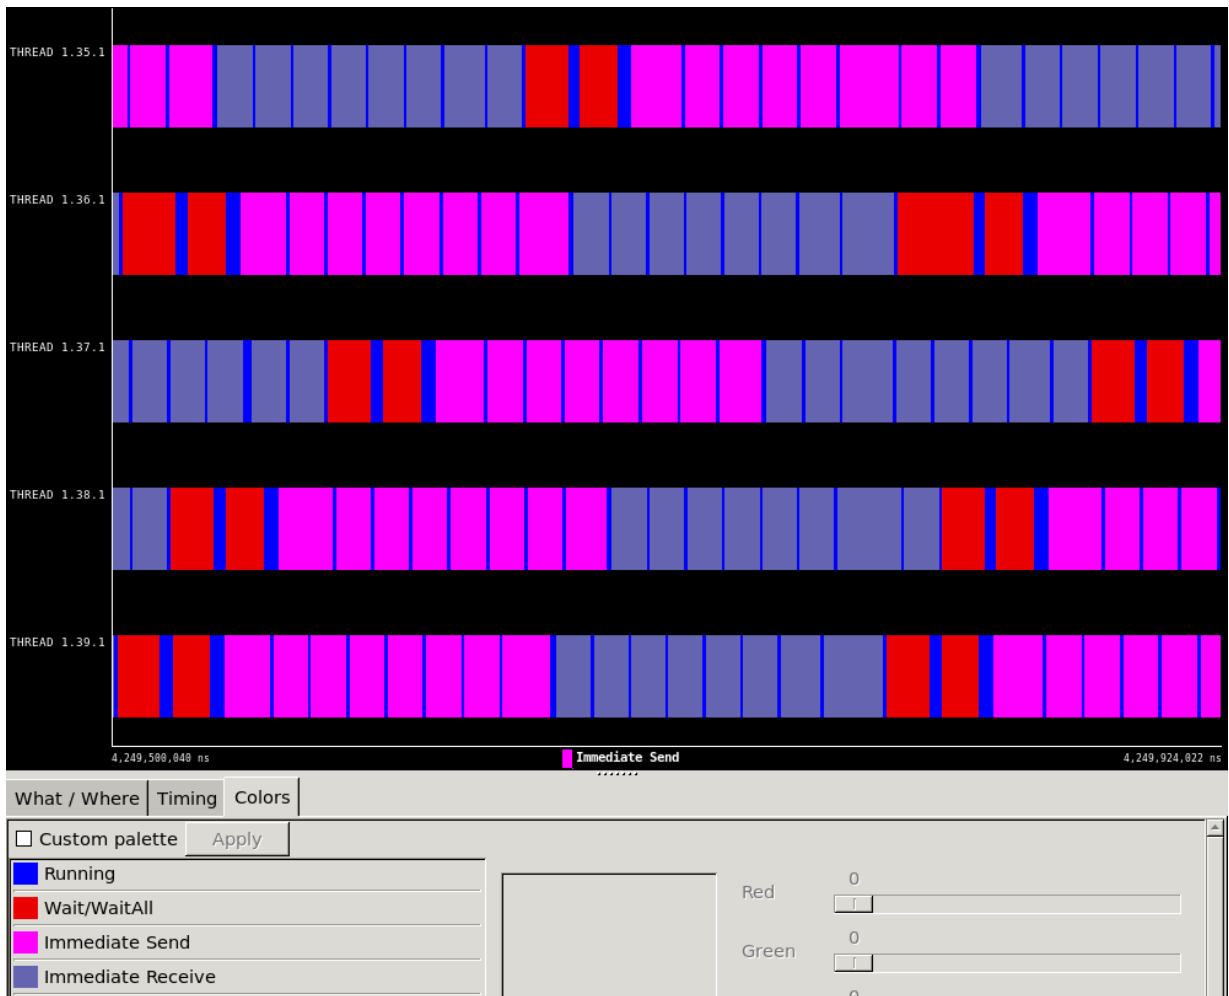 THREAD 1.35.1
THREAD 1.36.1
THREAD 1.37.1
THREAD 1.38.1
THREAD 1.39.1
4,249,500,040 ns Immediate Send 4,249,924,022 ns
What / Where Timing Colors
Custom palette Apply
Running
Wait/WaitAll
Immediate Send
Immediate Receive
Red 0
Green 0
0